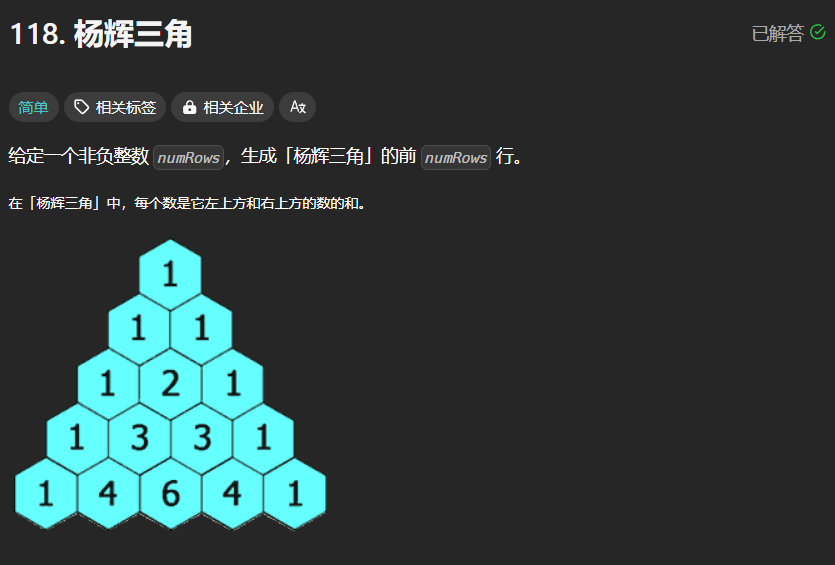 118. 杨辉三角
已解答
简单 相关标签 相关企业
给定一个非负整数 numRows，生成「杨辉三角」的前 numRows 行。
在「杨辉三角」中，每个数是它左上方和右上方的数的和。
1
1 1
1 2 1
1 3 3 1
1 4 6 4 1